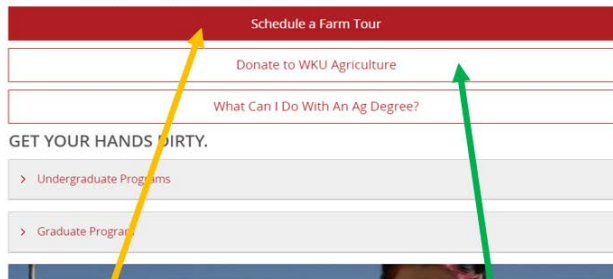 Schedule a Farm Tour
Donate to WKU Agriculture
What Can I Do With An Ag Degree?
GET YOUR HANDS DIRTY.
> Undergraduate Programs
> Graduate Program